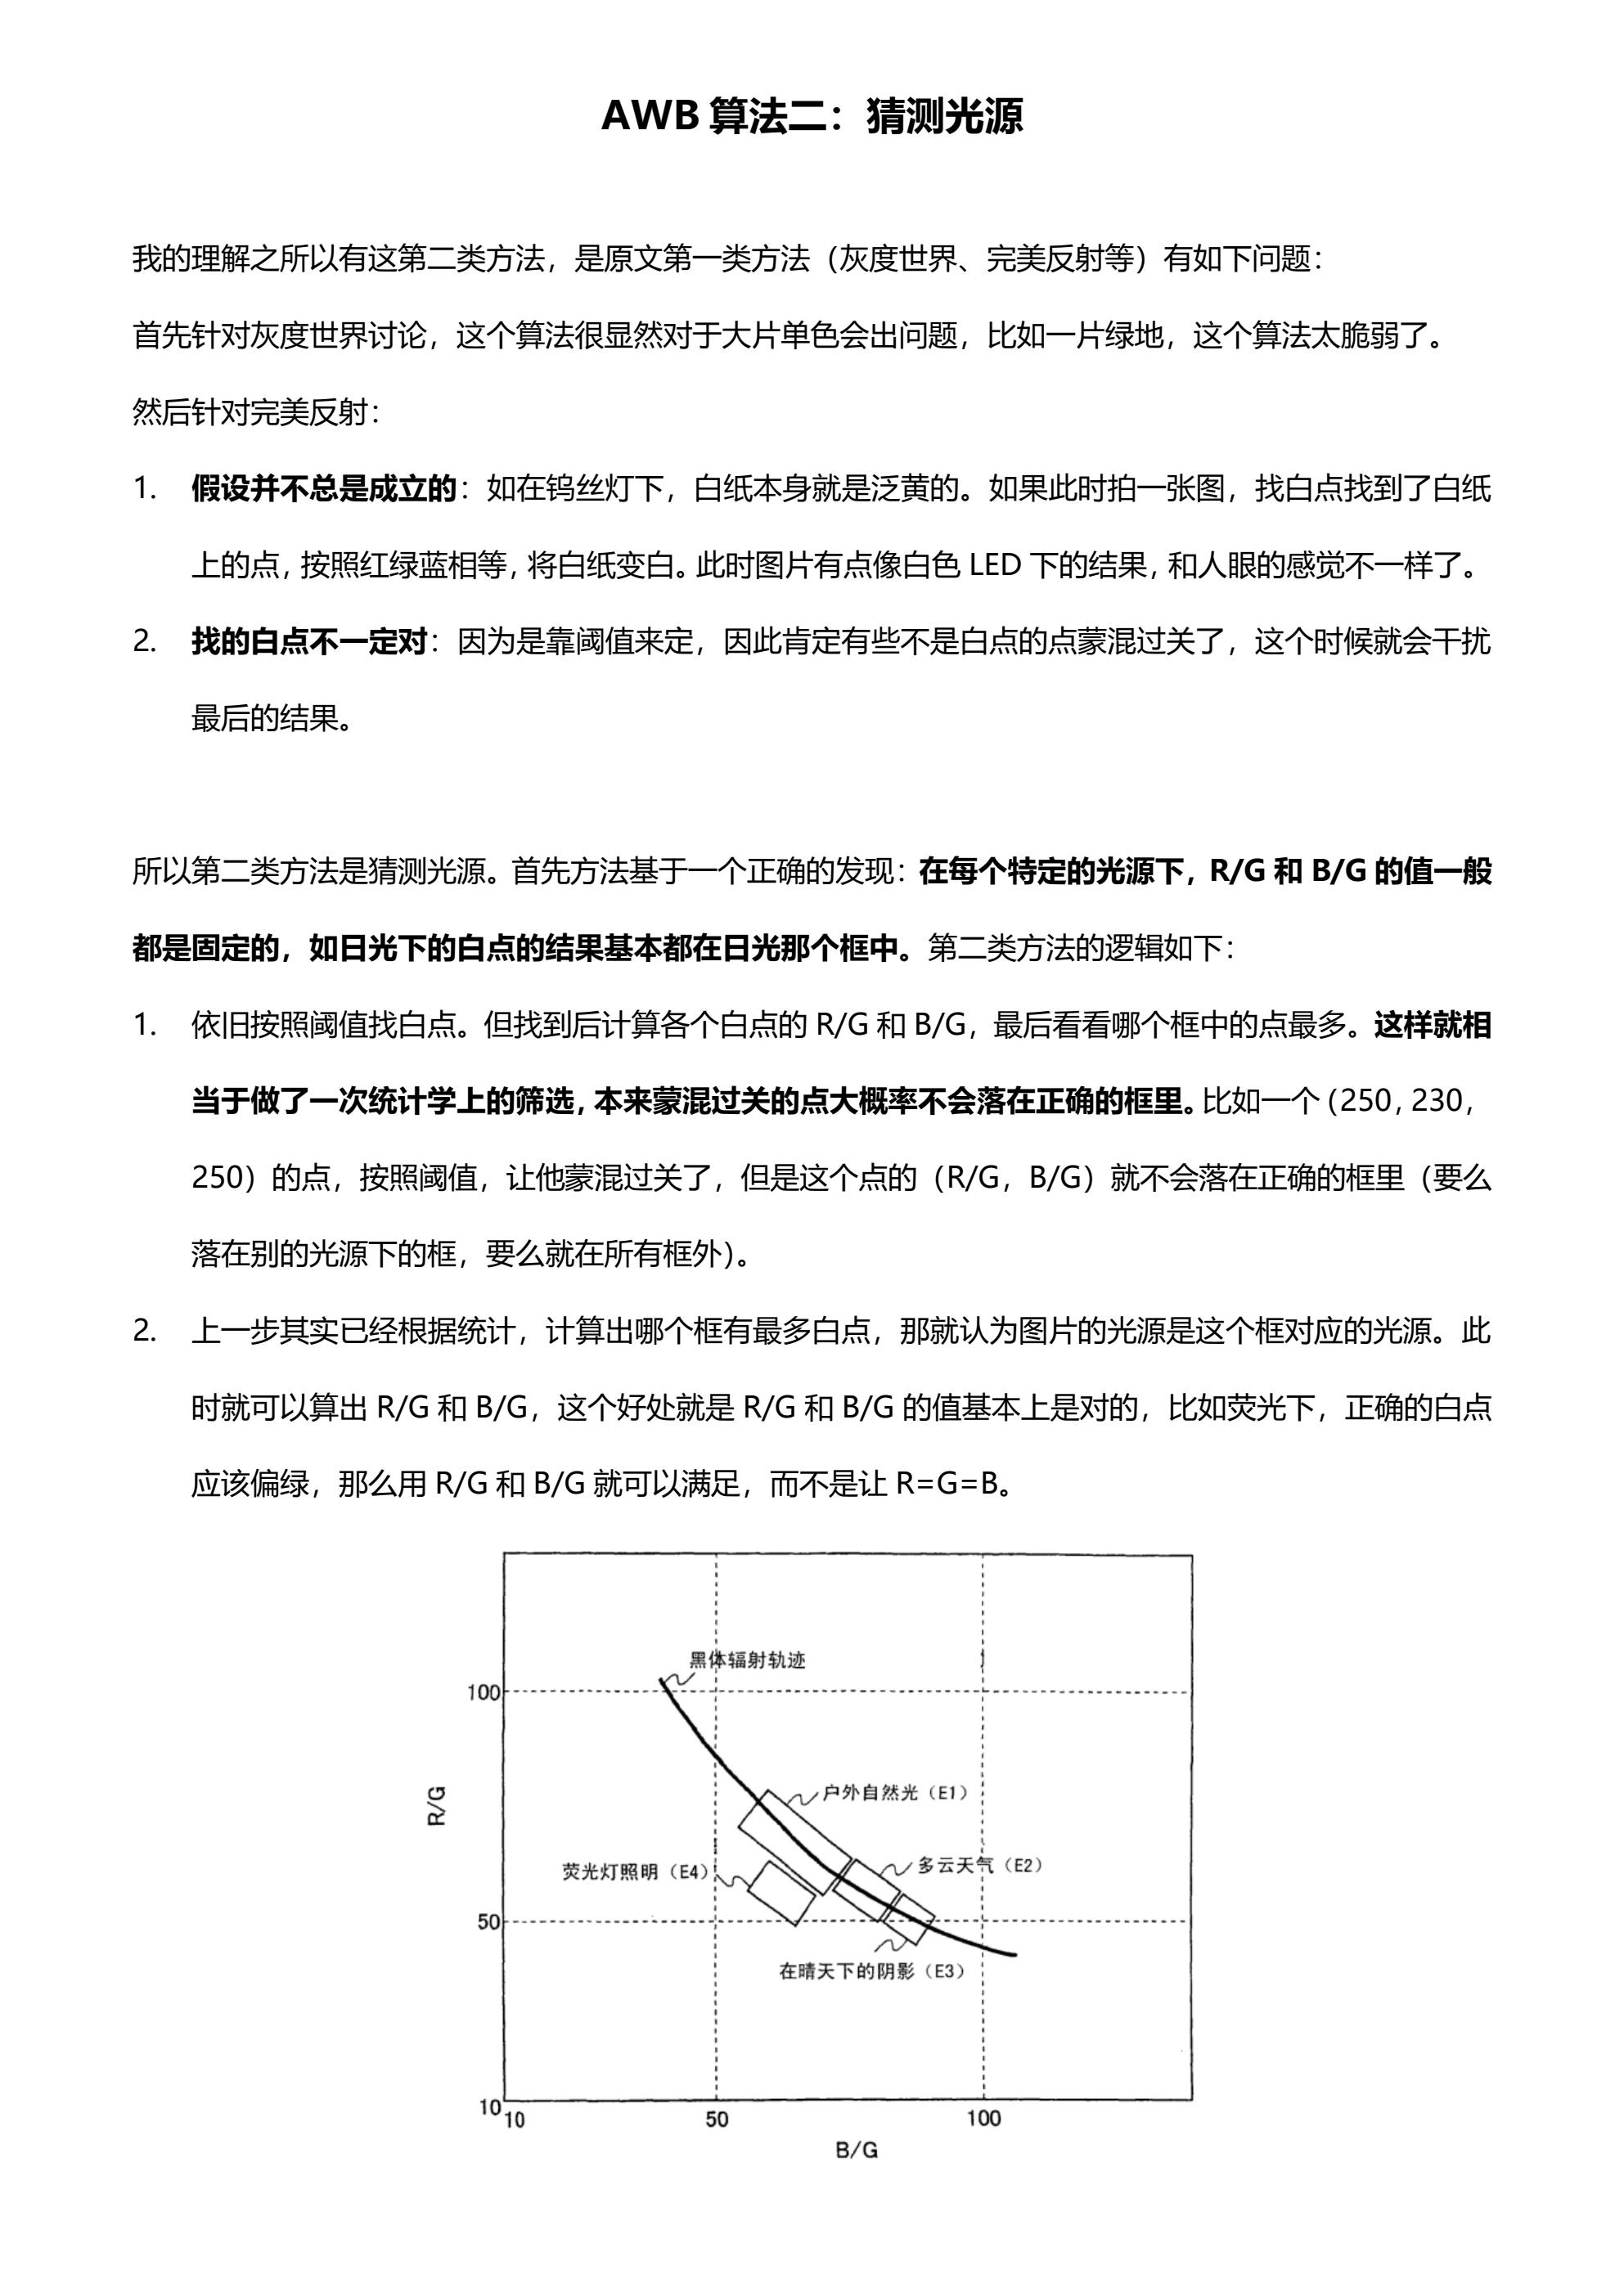 AWB 算法二：猜测光源
我的理解之所以有这第二类方法，是原文第一类方法（灰度世界、完美反射等）有如下问题：
首先针对灰度世界讨论，这个算法很显然对于大片单色会出问题，比如一片绿地，这个算法太脆弱了。
然后针对完美反射：
1. 假设并不总是成立的：如在钨丝灯下，白纸本身就是泛黄的。如果此时拍一张图，找白点找到了白纸
上的点，按照红绿蓝相等，将白纸变白。此时图片有点像白色 LED 下的结果，和人眼的感觉不一样了。
2. 找的白点不一定对：因为是靠阈值来定，因此肯定有些不是白点的点蒙混过关了，这个时候就会干扰
最后的结果。
所以第二类方法是猜测光源。首先方法基于一个正确的发现：在每个特定的光源下，R/G 和 B/G 的值一般
都是固定的，如日光下的白点的结果基本都在日光那个框中。第二类方法的逻辑如下：
1. 依旧按照阈值找白点。但找到后计算各个白点的 R/G 和 B/G，最后看看哪个框中的点最多。这样就相
当于做了一次统计学上的筛选，本来蒙混过关的点大概率不会落在正确的框里。比如一个（250，230，
250）的点，按照阈值，让他蒙混过关了，但是这个点的（R/G，B/G）就不会落在正确的框里（要么
落在别的光源下的框，要么就在所有框外）。
2. 上一步其实已经根据统计，计算出哪个框有最多白点，那就认为图片的光源是这个框对应的光源。此
时就可以算出 R/G 和 B/G，这个好处就是 R/G 和 B/G 的值基本上是对的，比如荧光下，正确的白点
应该偏绿，那么用 R/G 和 B/G 就可以满足，而不是让 R=G=B。
黑体辐射轨迹
100
户外自然光（E1）
R/G
多云天气（E2）
荧光灯照明（E4）
50
在晴天下的阴影（E3）
10
10
50
100
B/G